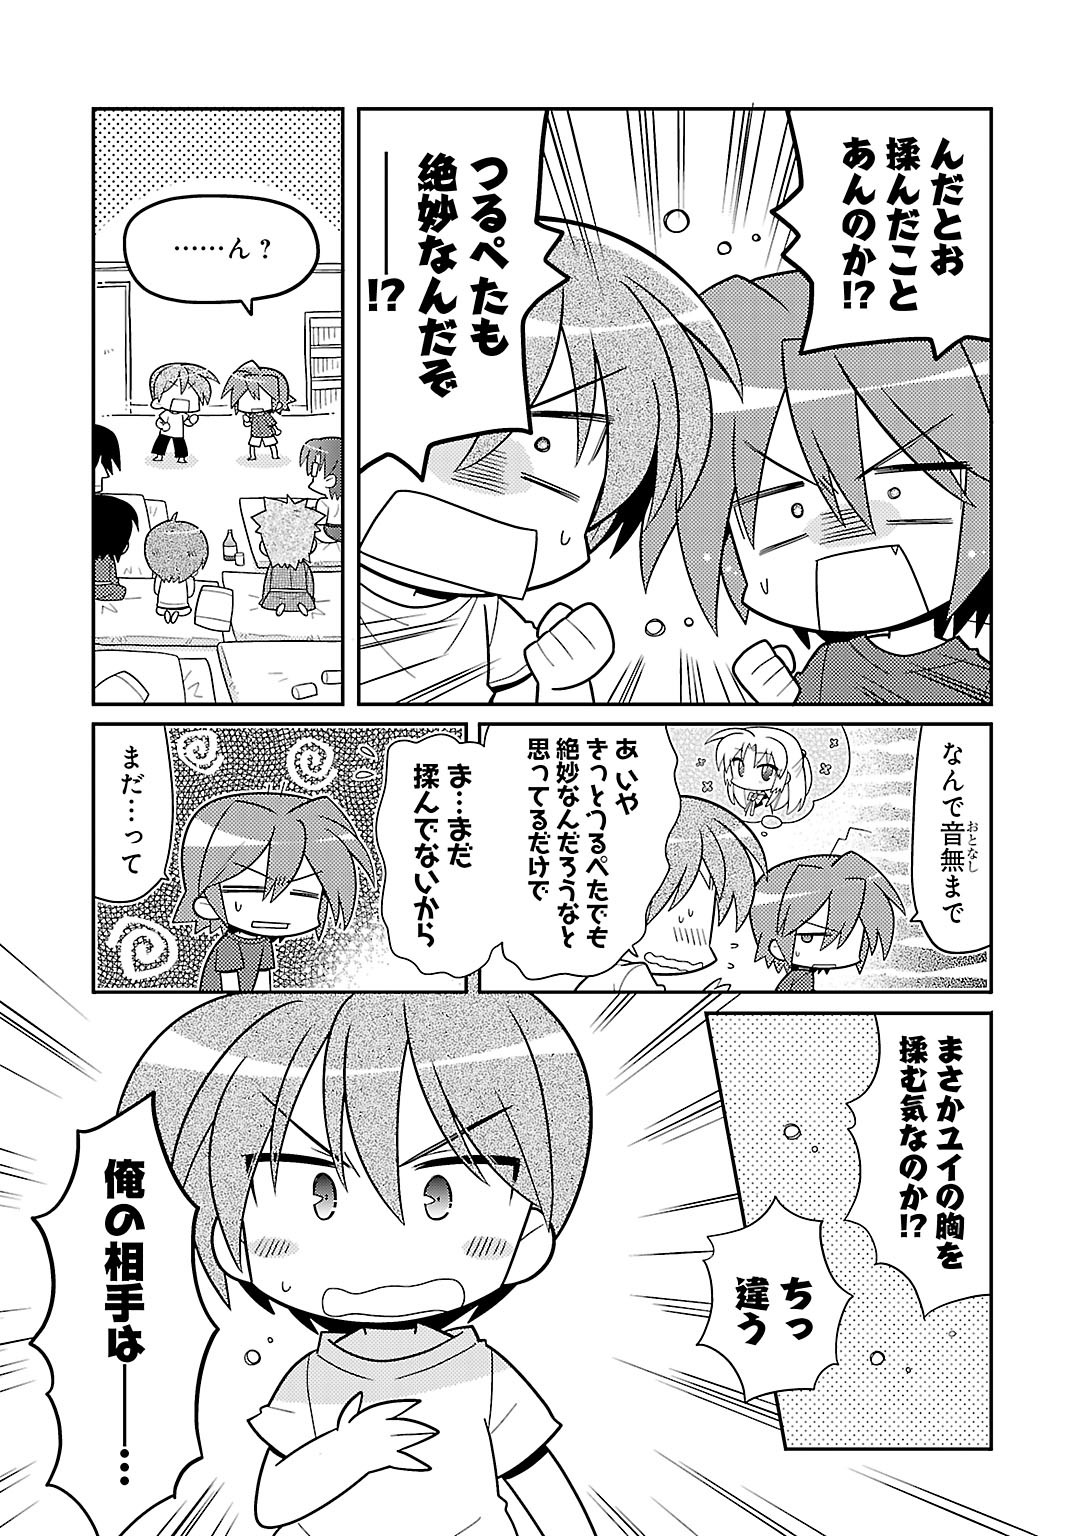 んだとお
揉んだこと
あんのか!?
つるぺたも
絶妙なんだぞ
――!?
……ん？
なんで音無まで
おとなし
あいや
きっとつるぺたでも
絶妙なんだろうなと
思ってるだけで
ま…まだ
揉んでないから
まだ…って
まさかユイの胸を
揉む気なのか!?
ちっ
違う
俺の相手は――…